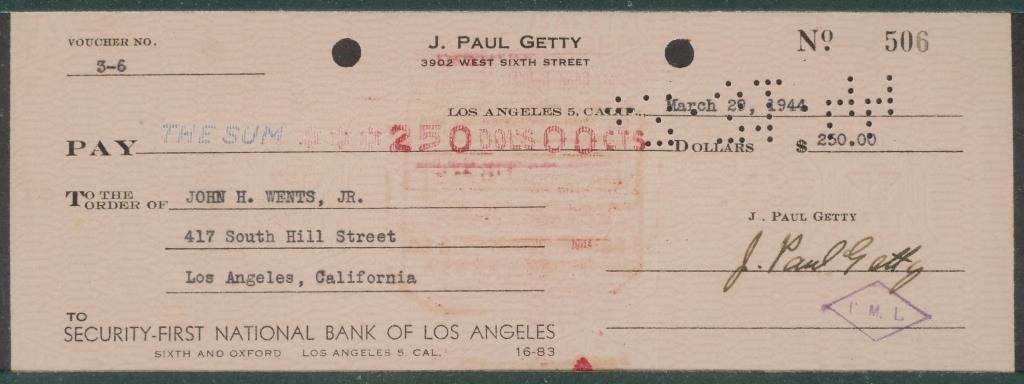 VOUCHER NO.
3-6
J. PAUL GETTY
3902 WEST SIXTH STREET
No 506
LOS ANGELES 5, CALIF., March 29, 1944
PAY THE SUM 250 DOLS 00 CTS DOLLARS $ 250.00
TO THE ORDER OF JOHN H. WENTS, JR.
417 South Hill Street
Los Angeles, California
J. PAUL GETTY
J. Paul Getty
M. L.
TO
SECURITY-FIRST NATIONAL BANK OF LOS ANGELES
SIXTH AND OXFORD LOS ANGELES 5, CAL. 16-83